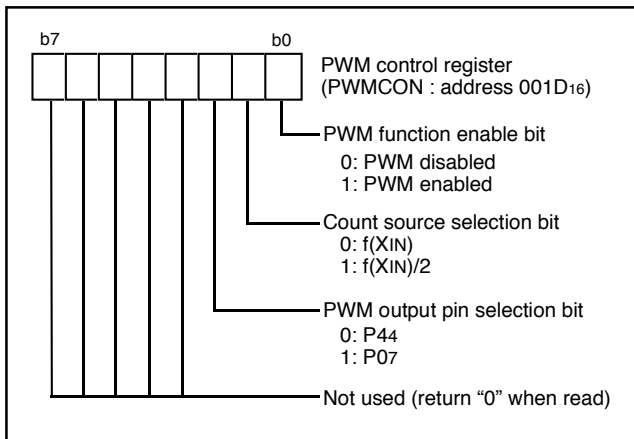 b7 b0
PWM control register
(PWMCON : address 001D16)
PWM function enable bit
0: PWM disabled
1: PWM enabled
Count source selection bit
0: f(XIN)
1: f(XIN)/2
PWM output pin selection bit
0: P44
1: P07
Not used (return “0” when read)